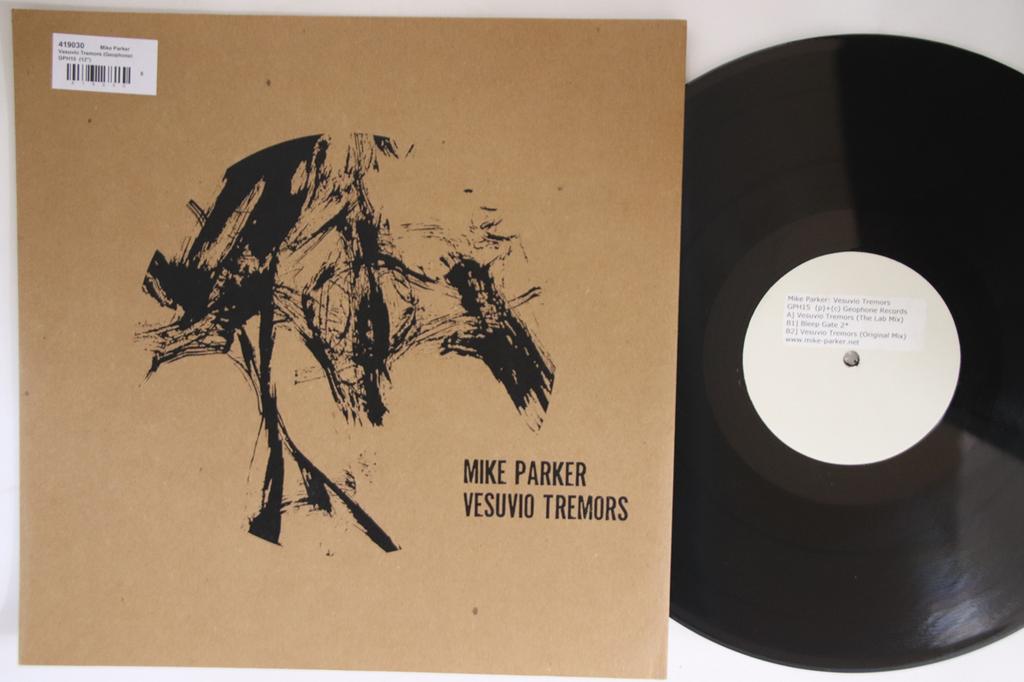 419030 Mike Parker
Vesuvio Tremors (Geophone)
GPH15 (12")
MIKE PARKER
VESUVIO TREMORS
Mike Parker: Vesuvio Tremors
GPH15 (p)+(c) Geophone Records
A] Vesuvio Tremors (The Lab Mix)
B1] Bleep Gate 2*
B2] Vesuvio Tremors (Original Mix)
www.mike-parker.net